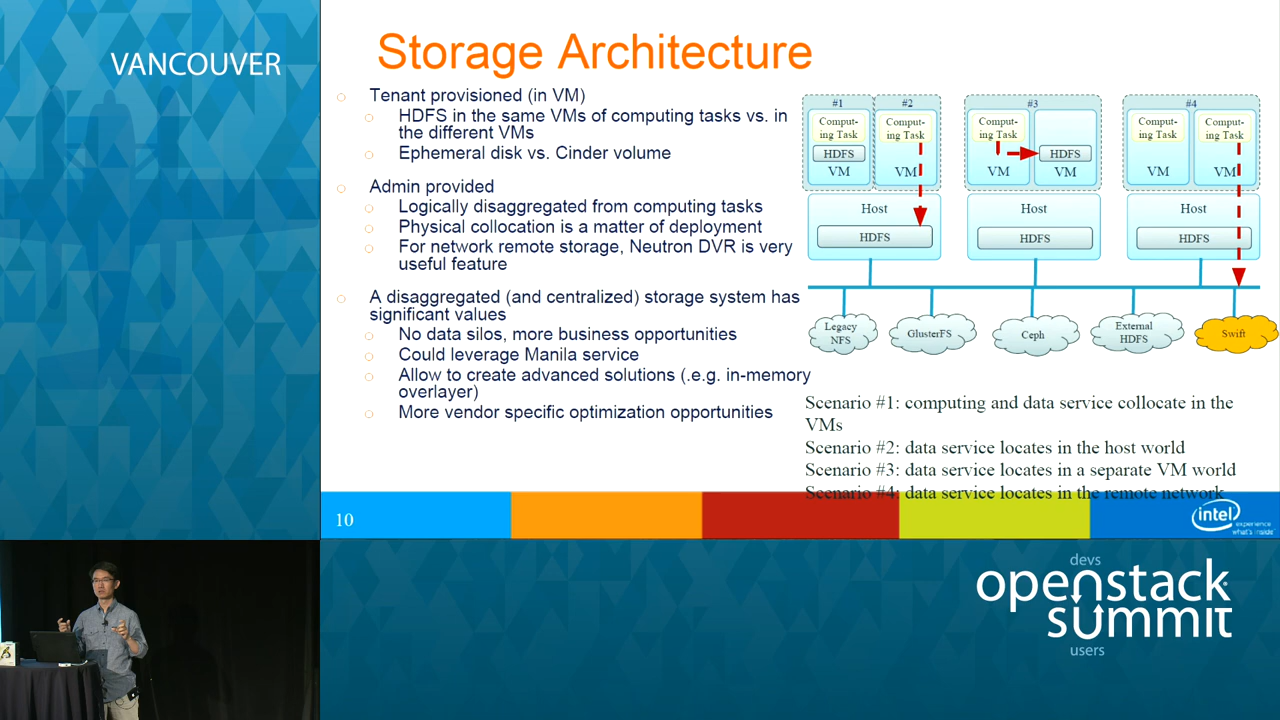 VANCOUVER
Storage Architecture
Tenant provisioned (in VM)
HDFS in the same VMs of computing tasks vs. in
the different VMs
Ephemeral disk vs. Cinder volume
Admin provided
Logically disaggregated from computing tasks
Physical collocation is a matter of deployment
For network remote storage, Neutron DVR is very
useful feature
A disaggregated (and centralized) storage system has
significant values
No data silos, more business opportunities
Could leverage Manila service
Allow to create advanced solutions (.e.g. in-memory
overlayer)
More vendor specific optimization opportunities
#1
#2
#3
#4
Comput-
ing Task
Comput-
ing Task
Comput-
ing Task
Comput-
ing Task
Comput-
ing Task
HDFS
HDFS
VM
VM
VM
VM
VM
VM
Host
Host
Host
HDFS
HDFS
HDFS
Legacy
NFS
GlusterFS
Ceph
External
HDFS
Swift
Scenario #1: computing and data service collocate in the
VMs
Scenario #2: data service locates in the host world
Scenario #3: data service locates in a separate VM world
Scenario #4: data service locates in the remote network
10
intel
experience
what's inside
devs
openstack
summit
users